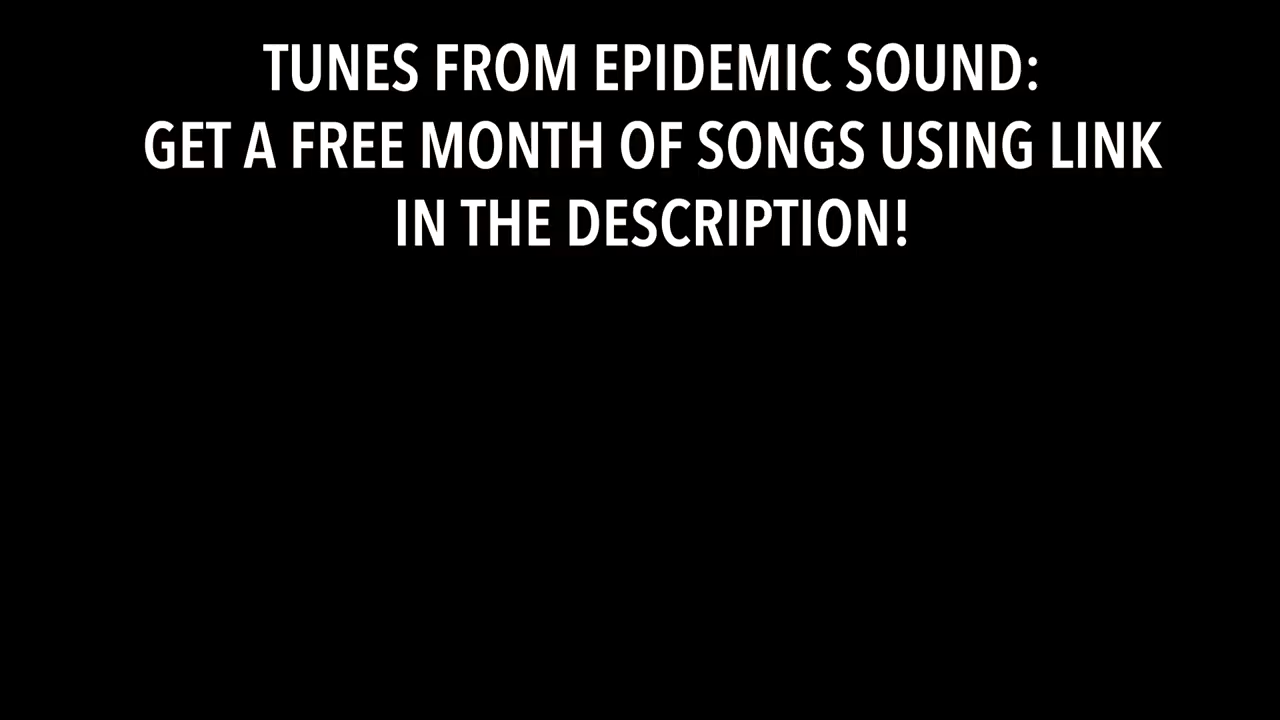 TUNES FROM EPIDEMIC SOUND:
GET A FREE MONTH OF SONGS USING LINK
IN THE DESCRIPTION!